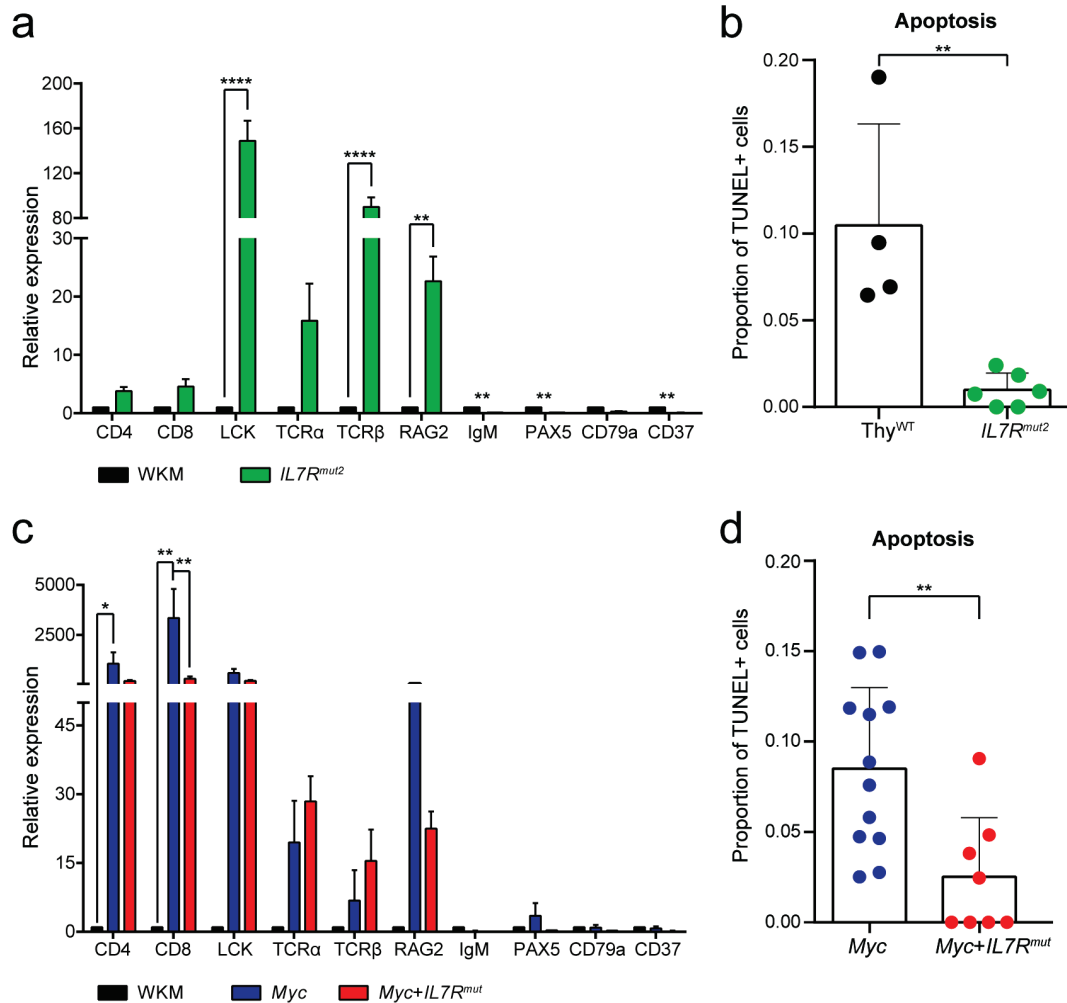 a
Relative expression
200
160
120
80
30
20
10
0
****
****
**
**
**
**
CD4 CD8 LCK TCRα TCRβ RAG2 IgM PAX5 CD79a CD37
WKM IL7R^mut2
b
Apoptosis
**
Proportion of TUNEL+ cells
0.20
0.15
0.10
0.05
0.00
Thy^WT IL7R^mut2
c
Relative expression
5000
2500
45
30
15
0
*
**
**
CD4 CD8 LCK TCRα TCRβ RAG2 IgM PAX5 CD79a CD37
WKM Myc Myc+IL7R^mut
d
Apoptosis
**
Proportion of TUNEL+ cells
0.20
0.15
0.10
0.05
0.00
Myc Myc+IL7R^mut